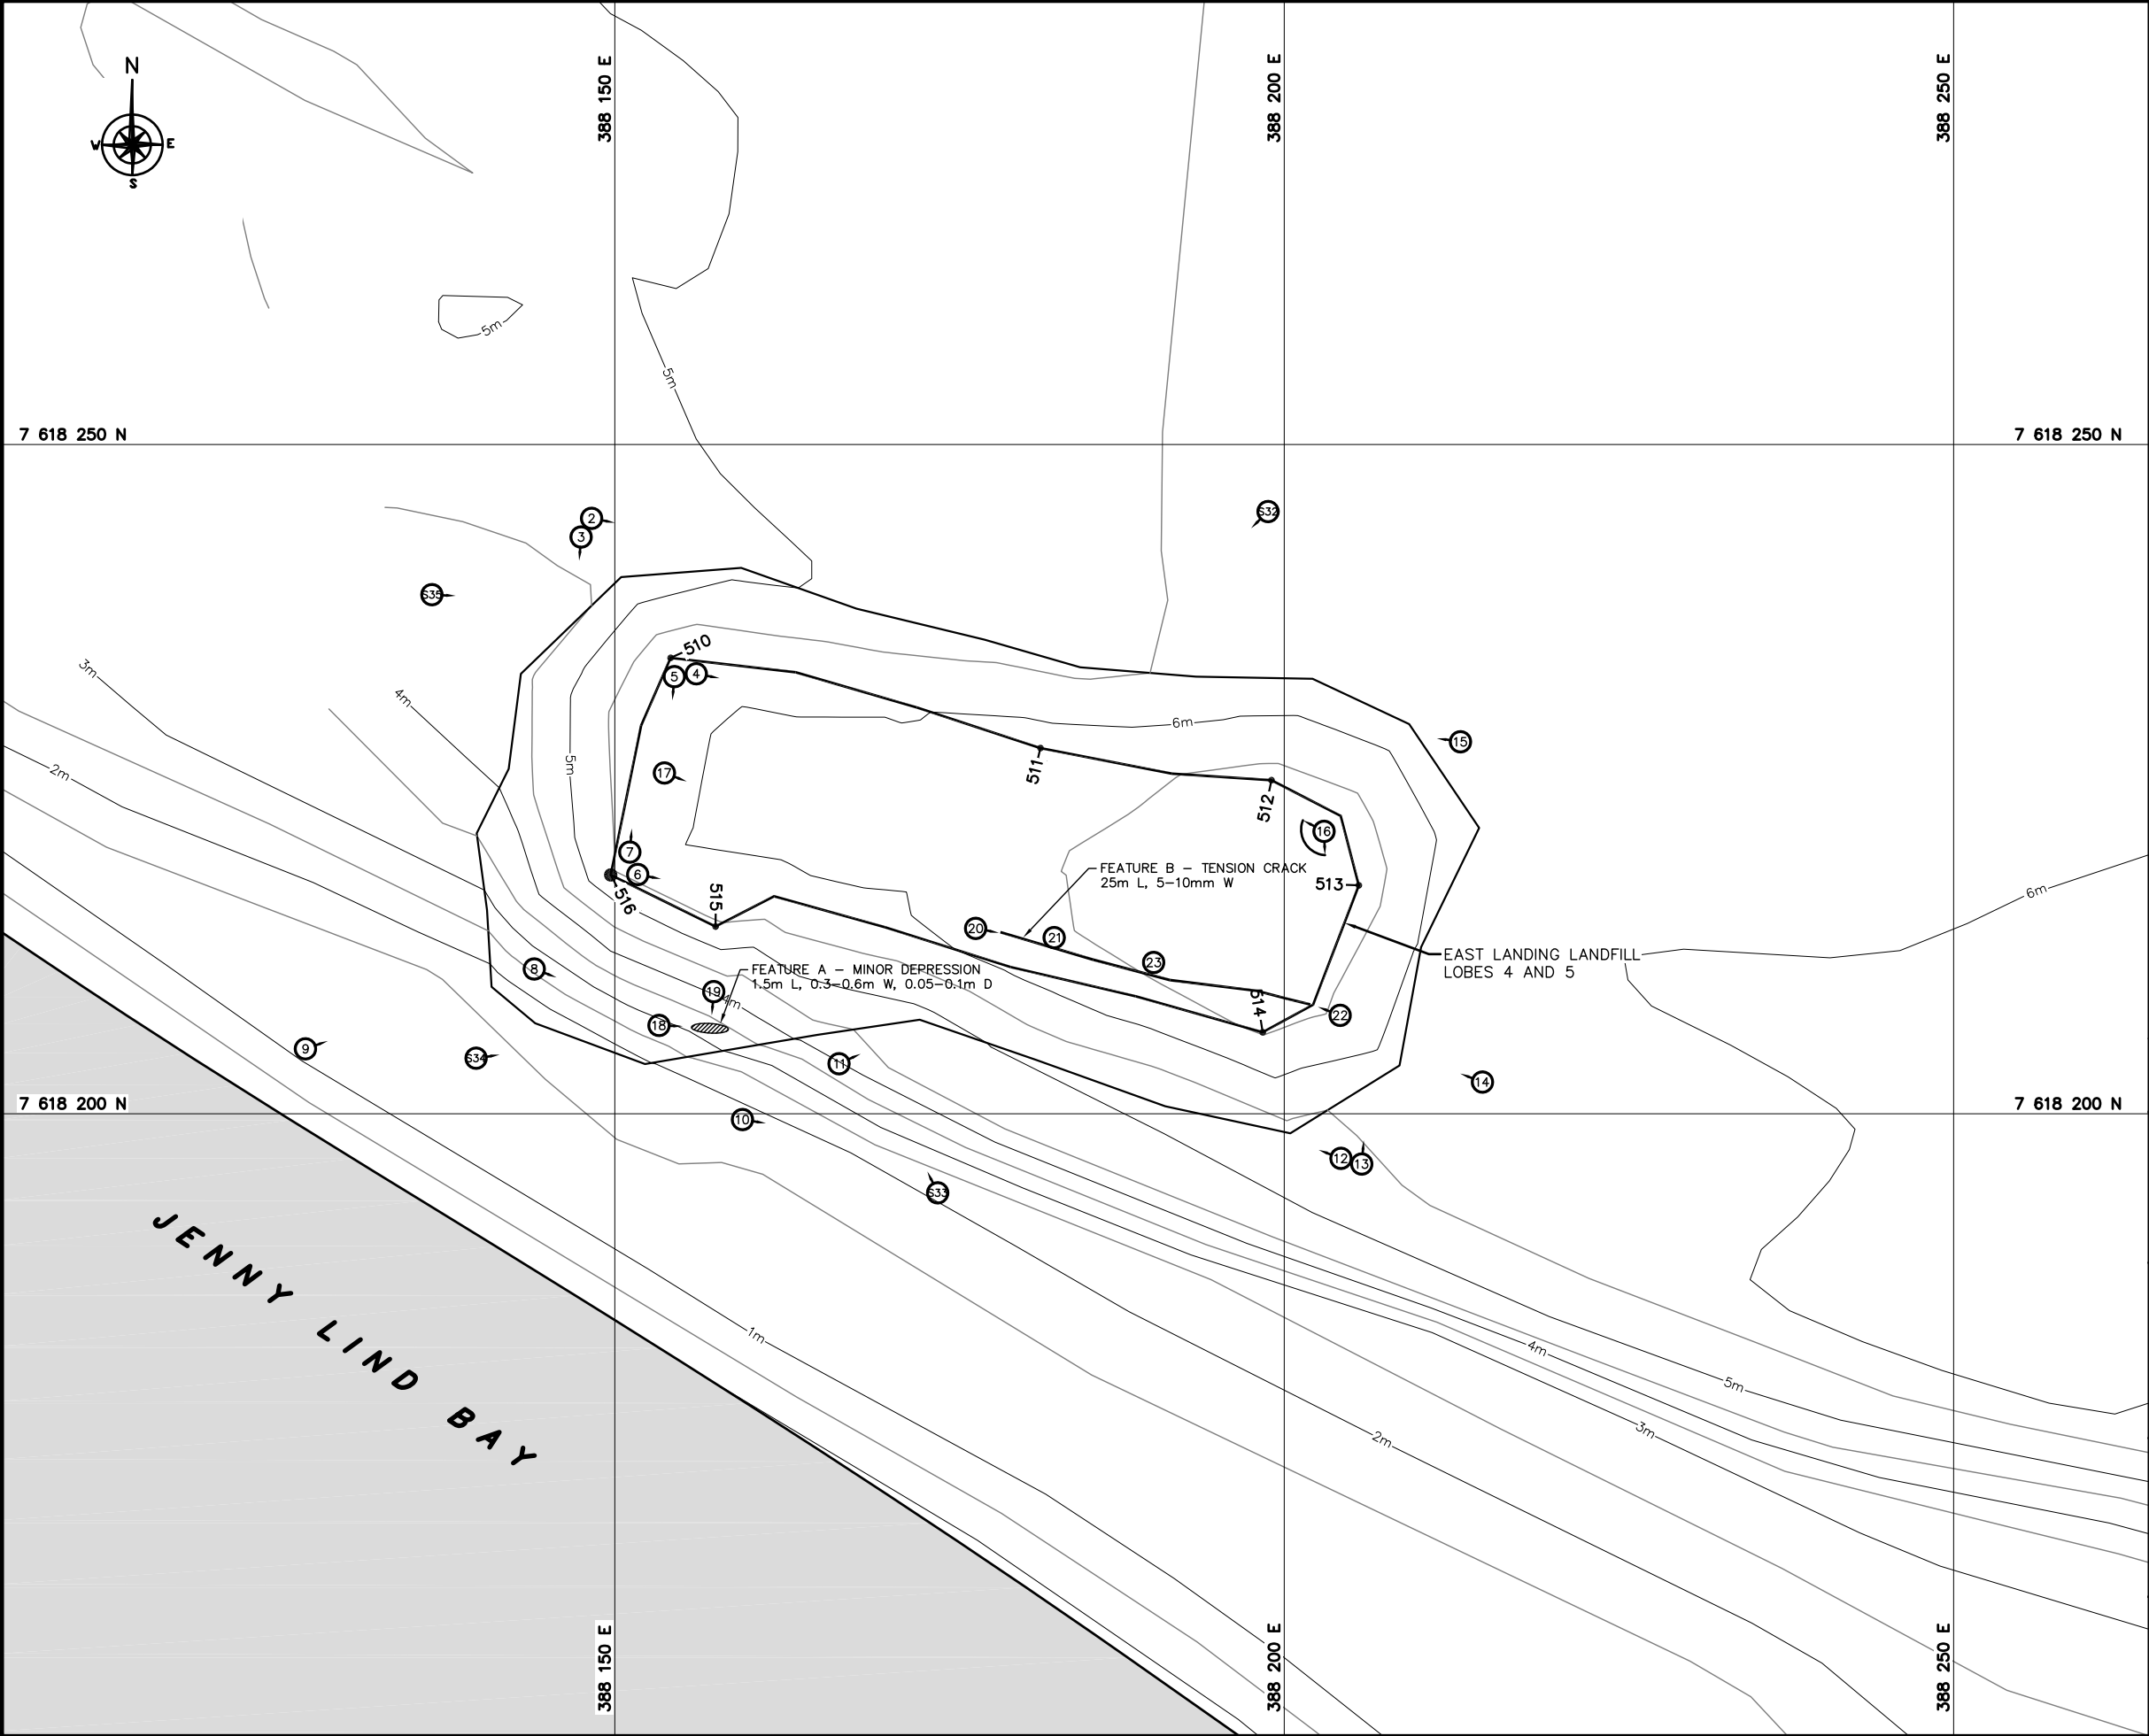 N
W E
S
388 150 E
388 200 E
388 250 E
5m
5m
7 618 250 N
7 618 250 N
2
3
S32
S35
510
5
4
3m
4m
6m
15
511
5m
17
2m
512
16
7
6
FEATURE B – TENSION CRACK
25m L, 5–10mm W
513
516
515
6m
20
21
EAST LANDING LANDFILL
LOBES 4 AND 5
23
8
FEATURE A – MINOR DEPRESSION
1.5m L, 0.3–0.6m W, 0.05–0.1m D
19
4m
514
22
18
9
S34
11
14
7 618 200 N
7 618 200 N
10
12
13
S33
JENNY LIND BAY
1m
4m
5m
3m
2m
388 150 E
388 200 E
388 250 E